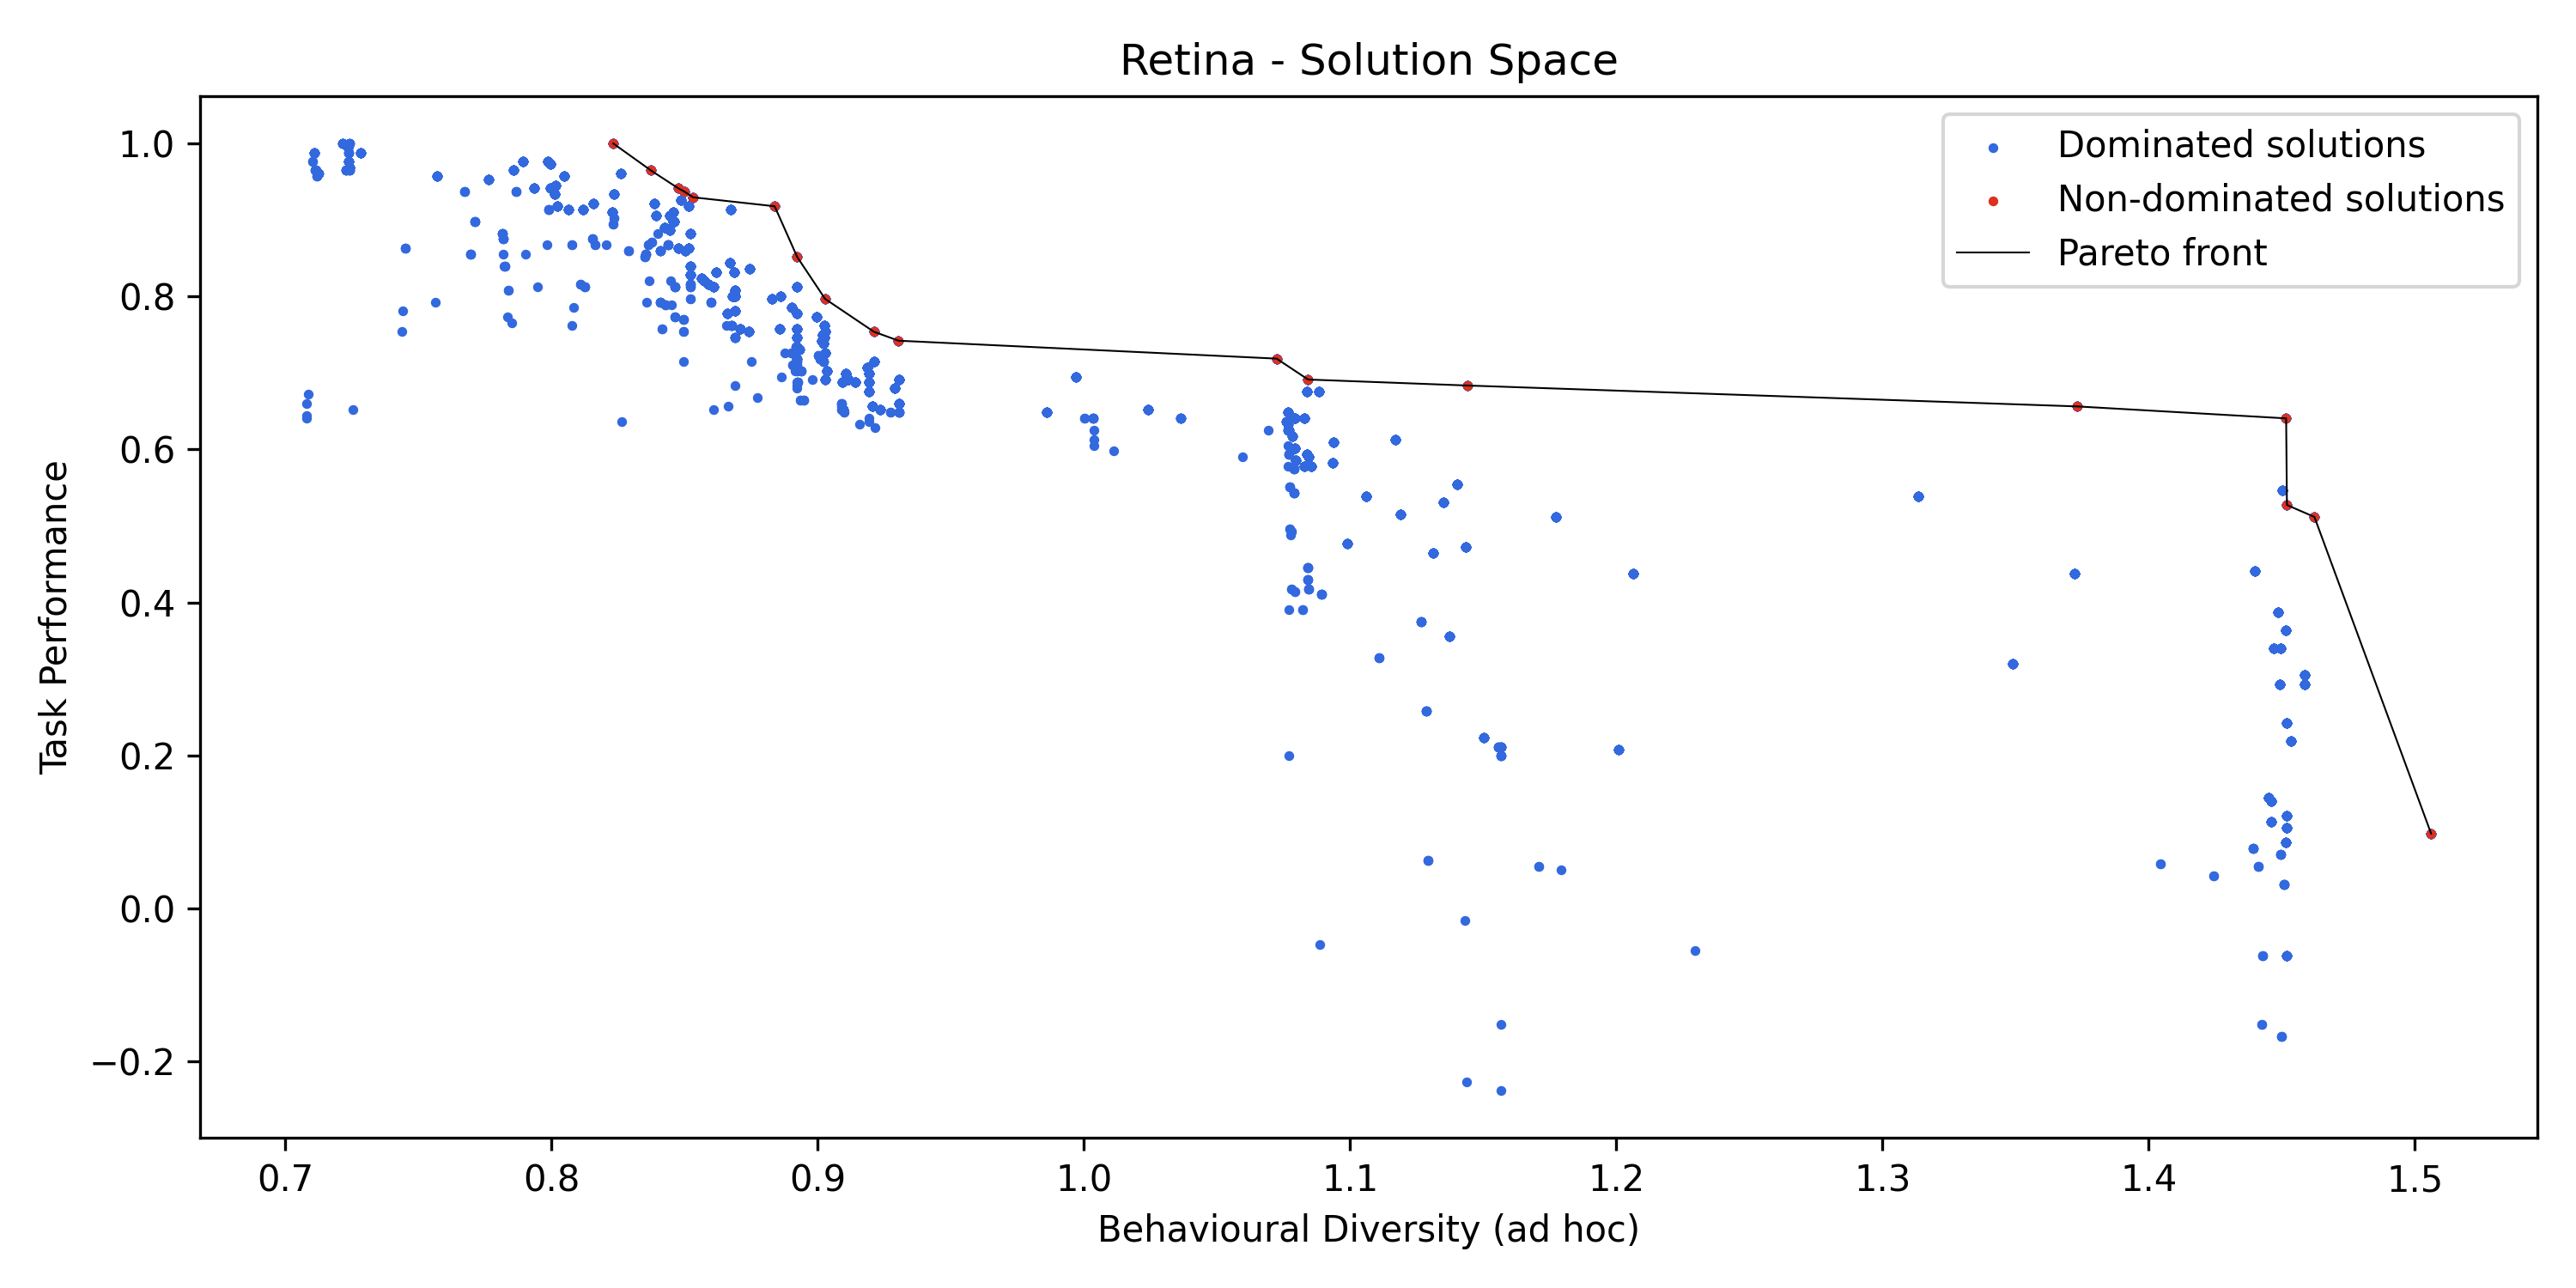 Retina - Solution Space
Dominated solutions
Non-dominated solutions
Pareto front
Task Performance
1.0
0.8
0.6
0.4
0.2
0.0
−0.2
0.7 0.8 0.9 1.0 1.1 1.2 1.3 1.4 1.5
Behavioural Diversity (ad hoc)